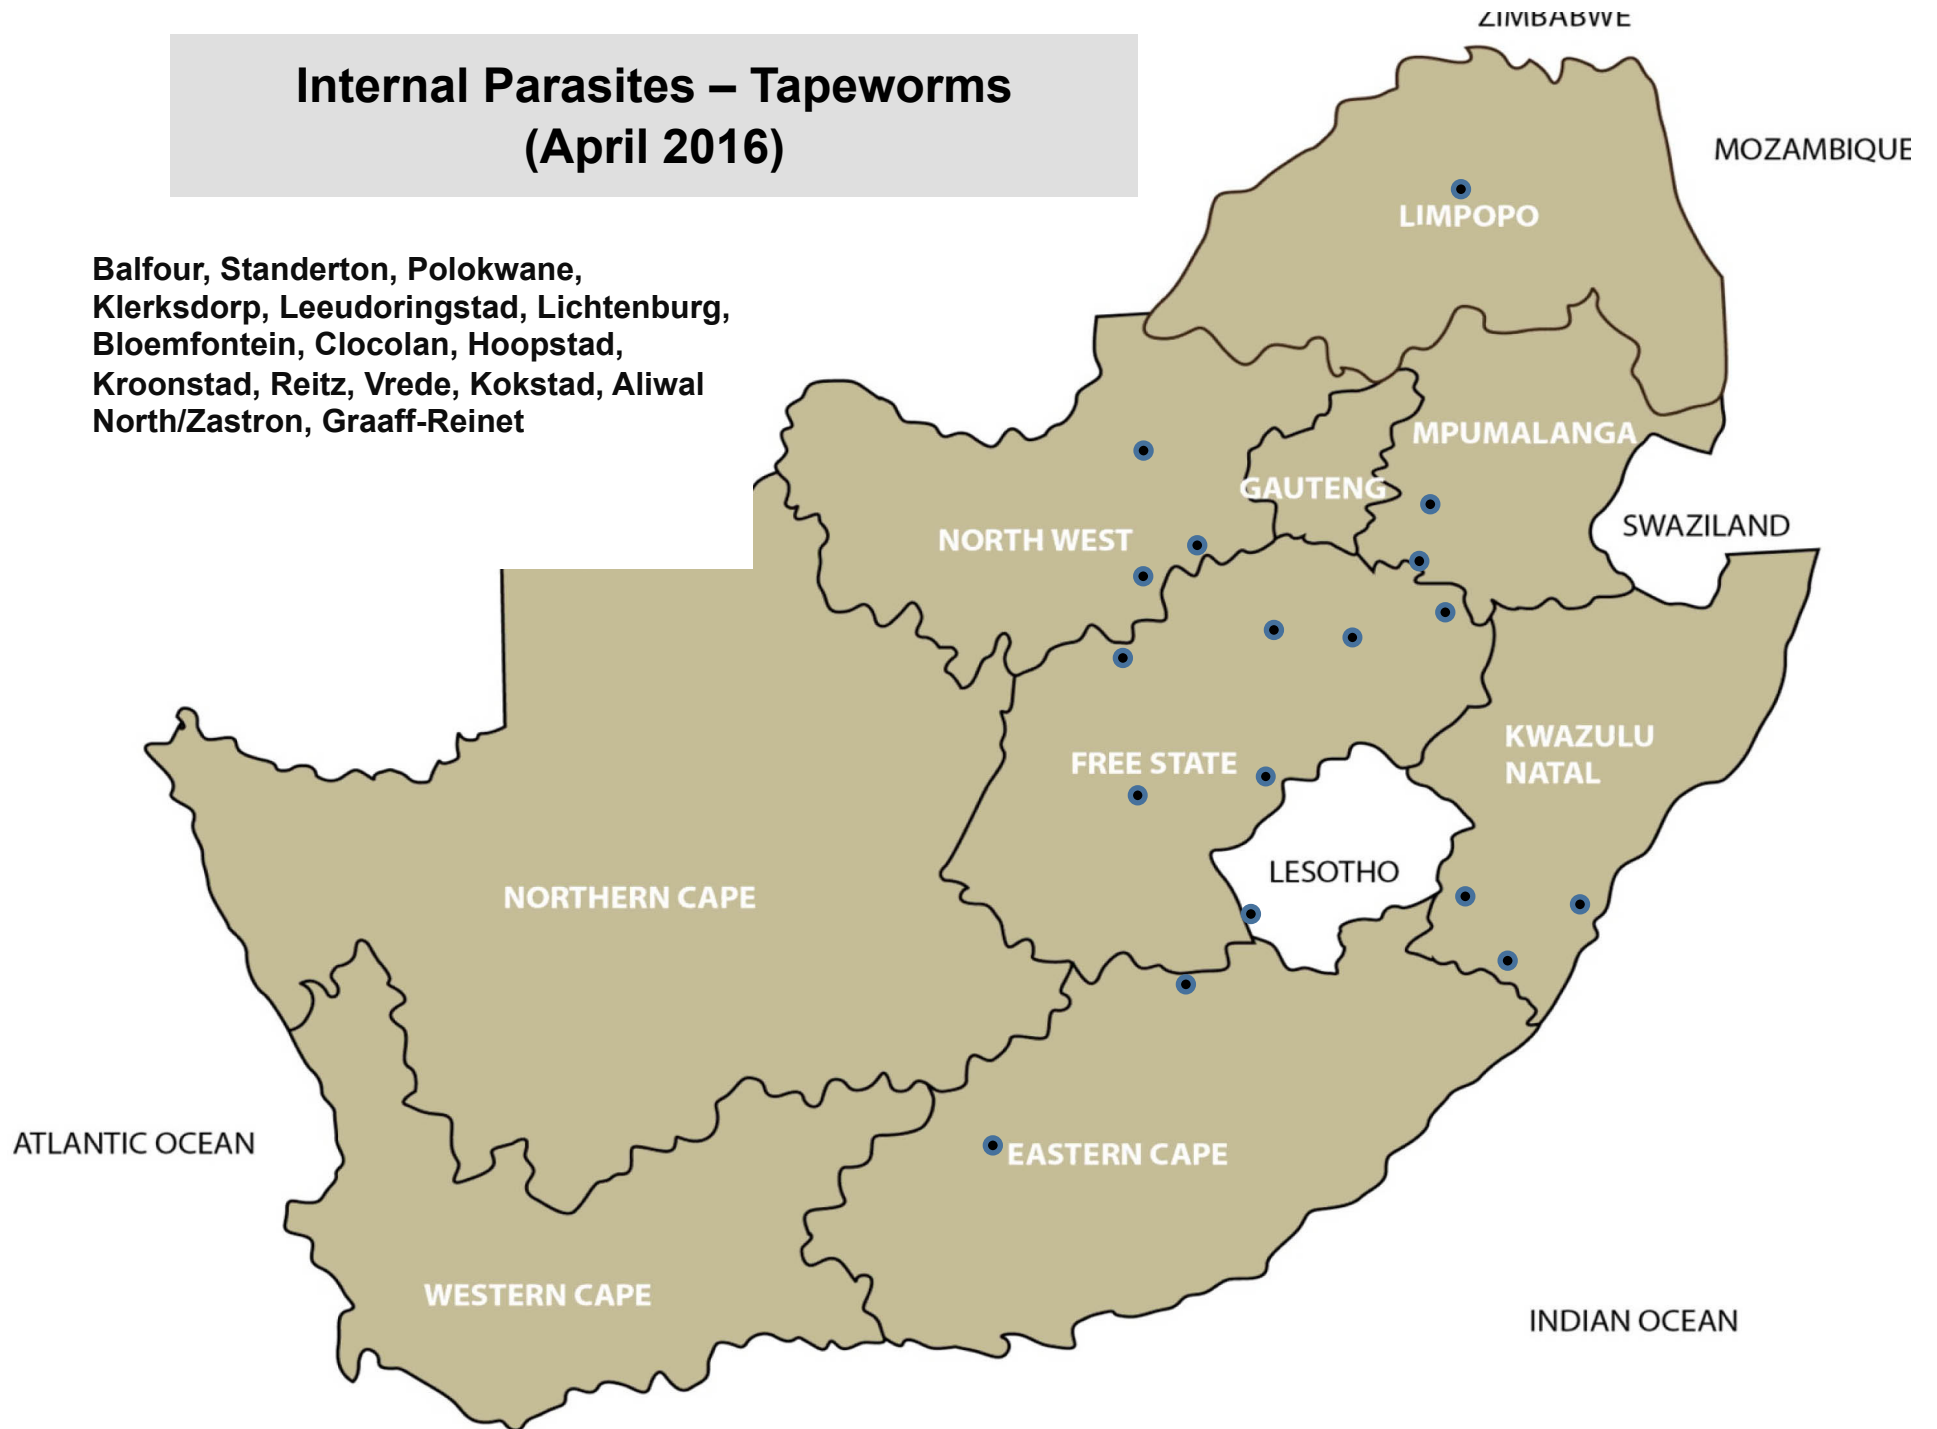 ZIMBABWE
Internal Parasites – Tapeworms
(April 2016)
MOZAMBIQUE
LIMPOPO
Balfour, Standerton, Polokwane,
Klerksdorp, Leeudoringstad, Lichtenburg,
Bloemfontein, Clocolan, Hoopstad,
Kroonstad, Reitz, Vrede, Kokstad, Aliwal
North/Zastron, Graaff-Reinet
MPUMALANGA
GAUTENG
SWAZILAND
NORTH WEST
KWAZULU
NATAL
FREE STATE
LESOTHO
NORTHERN CAPE
ATLANTIC OCEAN
EASTERN CAPE
WESTERN CAPE
INDIAN OCEAN